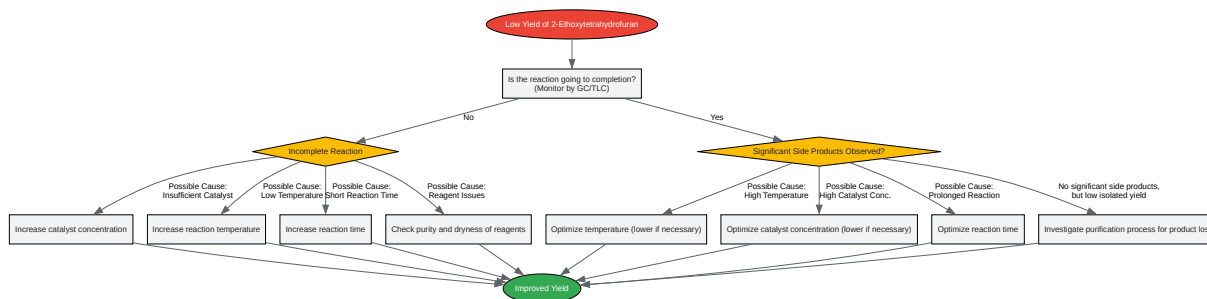 Low Yield of 2-Ethoxytetrahydrofuran
Is the reaction going to completion?
(Monitor by GC/TLC)
No
Yes
Incomplete Reaction
Significant Side Products Observed?
Possible Cause:
Insufficient Catalyst
Possible Cause:
Low Temperature
Possible Cause:
Short Reaction Time
Possible Cause:
Reagent Issues
Possible Cause:
High Temperature
Possible Cause:
High Catalyst Conc.
Possible Cause:
Prolonged Reaction
No significant side products,
but low isolated yield
Increase catalyst concentration
Increase reaction temperature
Increase reaction time
Check purity and dryness of reagents
Optimize temperature (lower if necessary)
Optimize catalyst concentration (lower if necessary)
Optimize reaction time
Investigate purification process for product los
Improved Yield